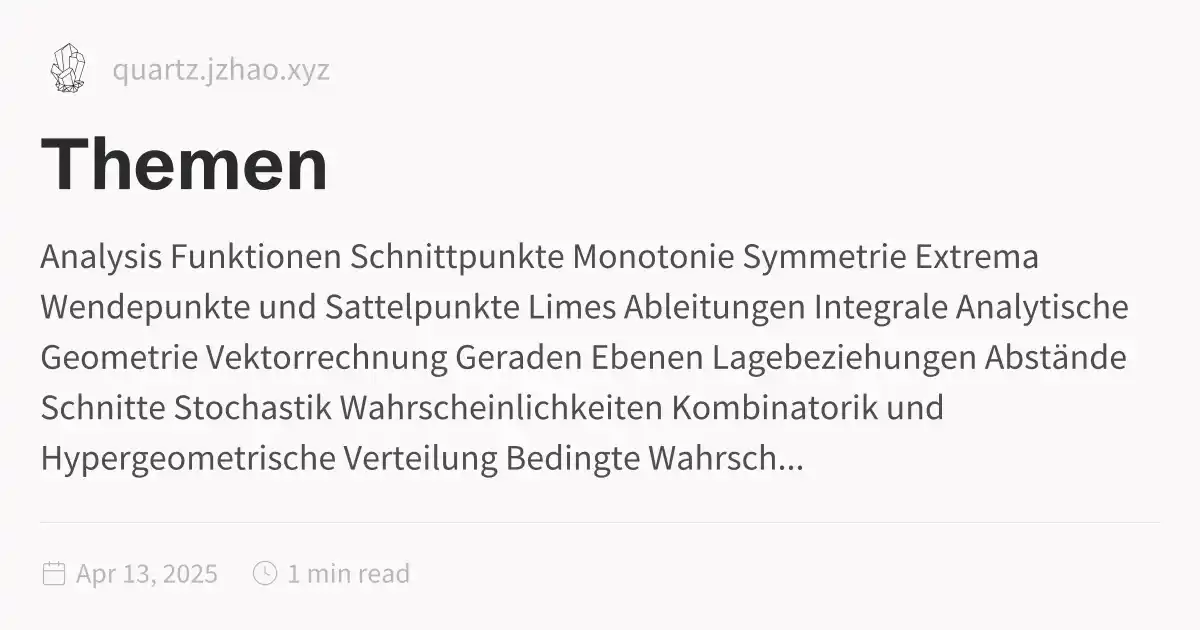 quartz.jzhao.xyz
Themen
Analysis Funktionen Schnittpunkte Monotonie Symmetrie Extrema
Wendepunkte und Sattelpunkte Limes Ableitungen Integrale Analytische
Geometrie Vektorrechnung Geraden Ebenen Lagebeziehungen Abstände
Schnitte Stochastik Wahrscheinlichkeiten Kombinatorik und
Hypergeometrische Verteilung Bedingte Wahrsch...
Apr 13, 2025 1 min read